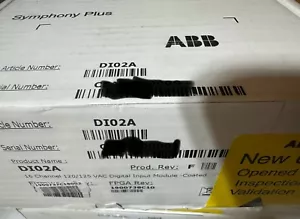 Symphony Plus
ABB
Article Number: DI02A
Serial Number:
Article Number: DI02A
Serial Number:
Product Name: Prod. Rev: F
DI02A
16 Channel 120/125 VAC Digital Input Module -Coated
FPGA Rev:
New
Opened
Inspection
Validation